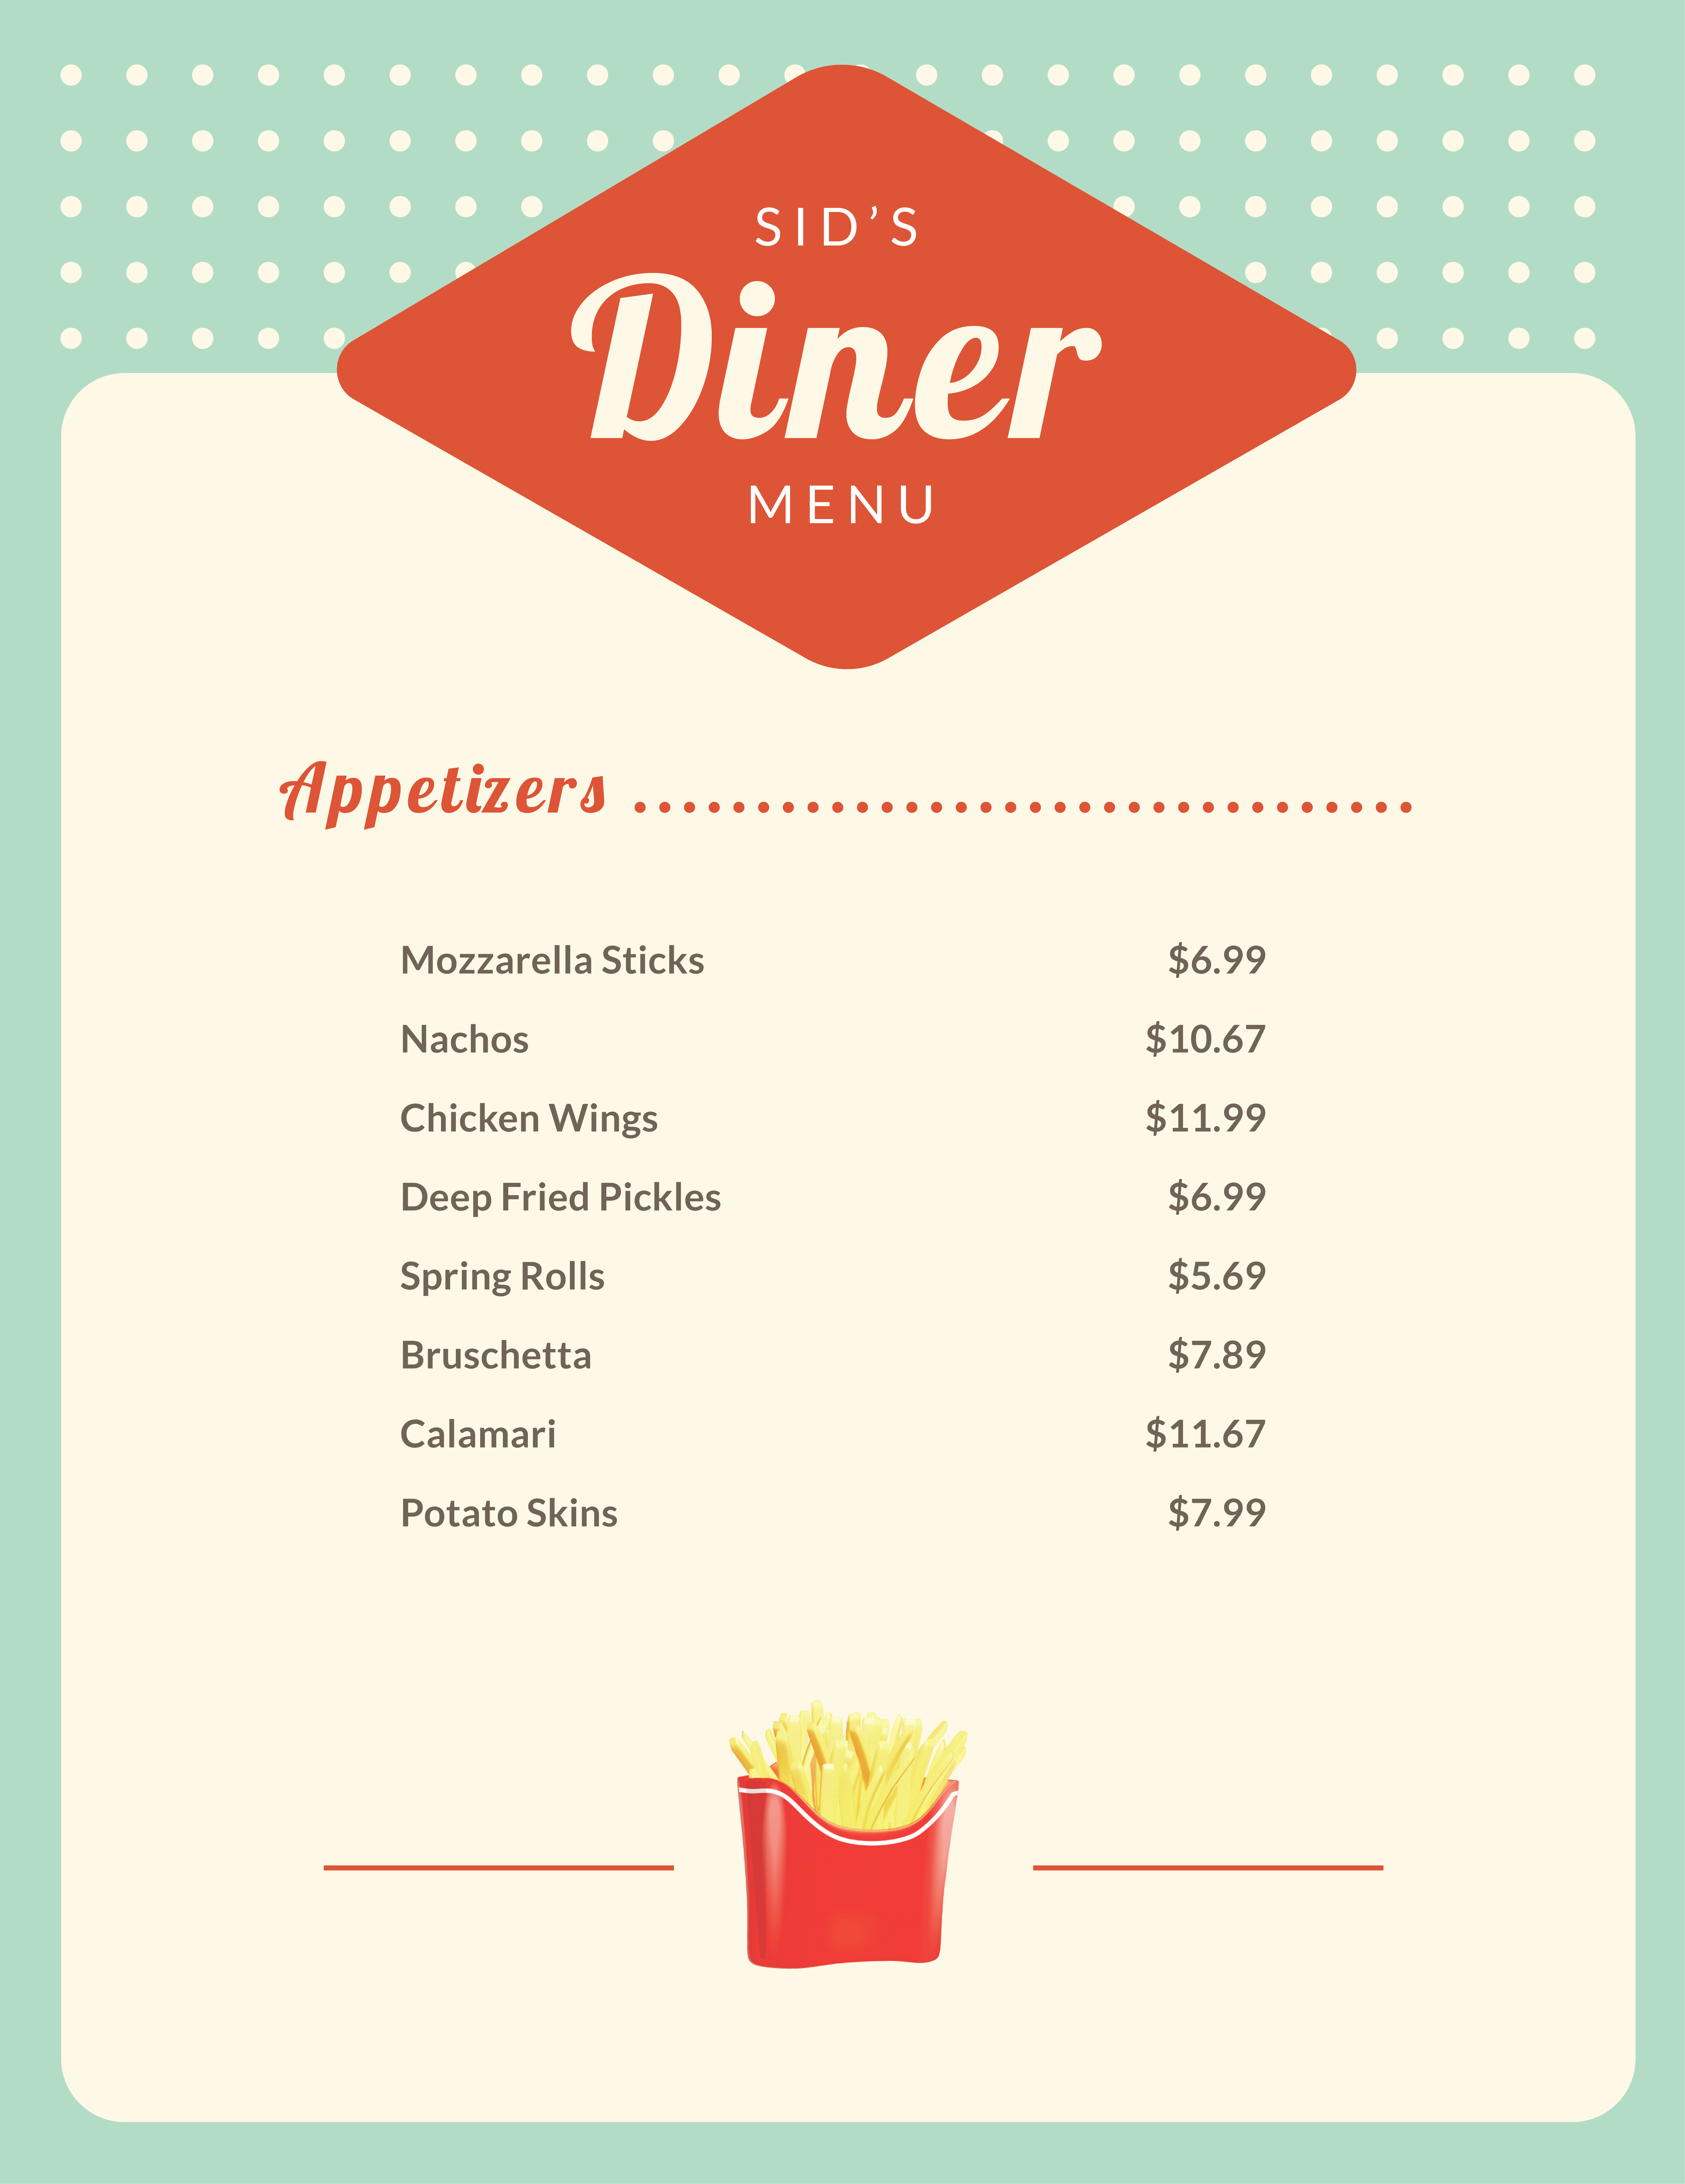 SID’S
Diner
MENU
Appetizers
Mozzarella Sticks $6.99
Nachos $10.67
Chicken Wings $11.99
Deep Fried Pickles $6.99
Spring Rolls $5.69
Bruschetta $7.89
Calamari $11.67
Potato Skins $7.99